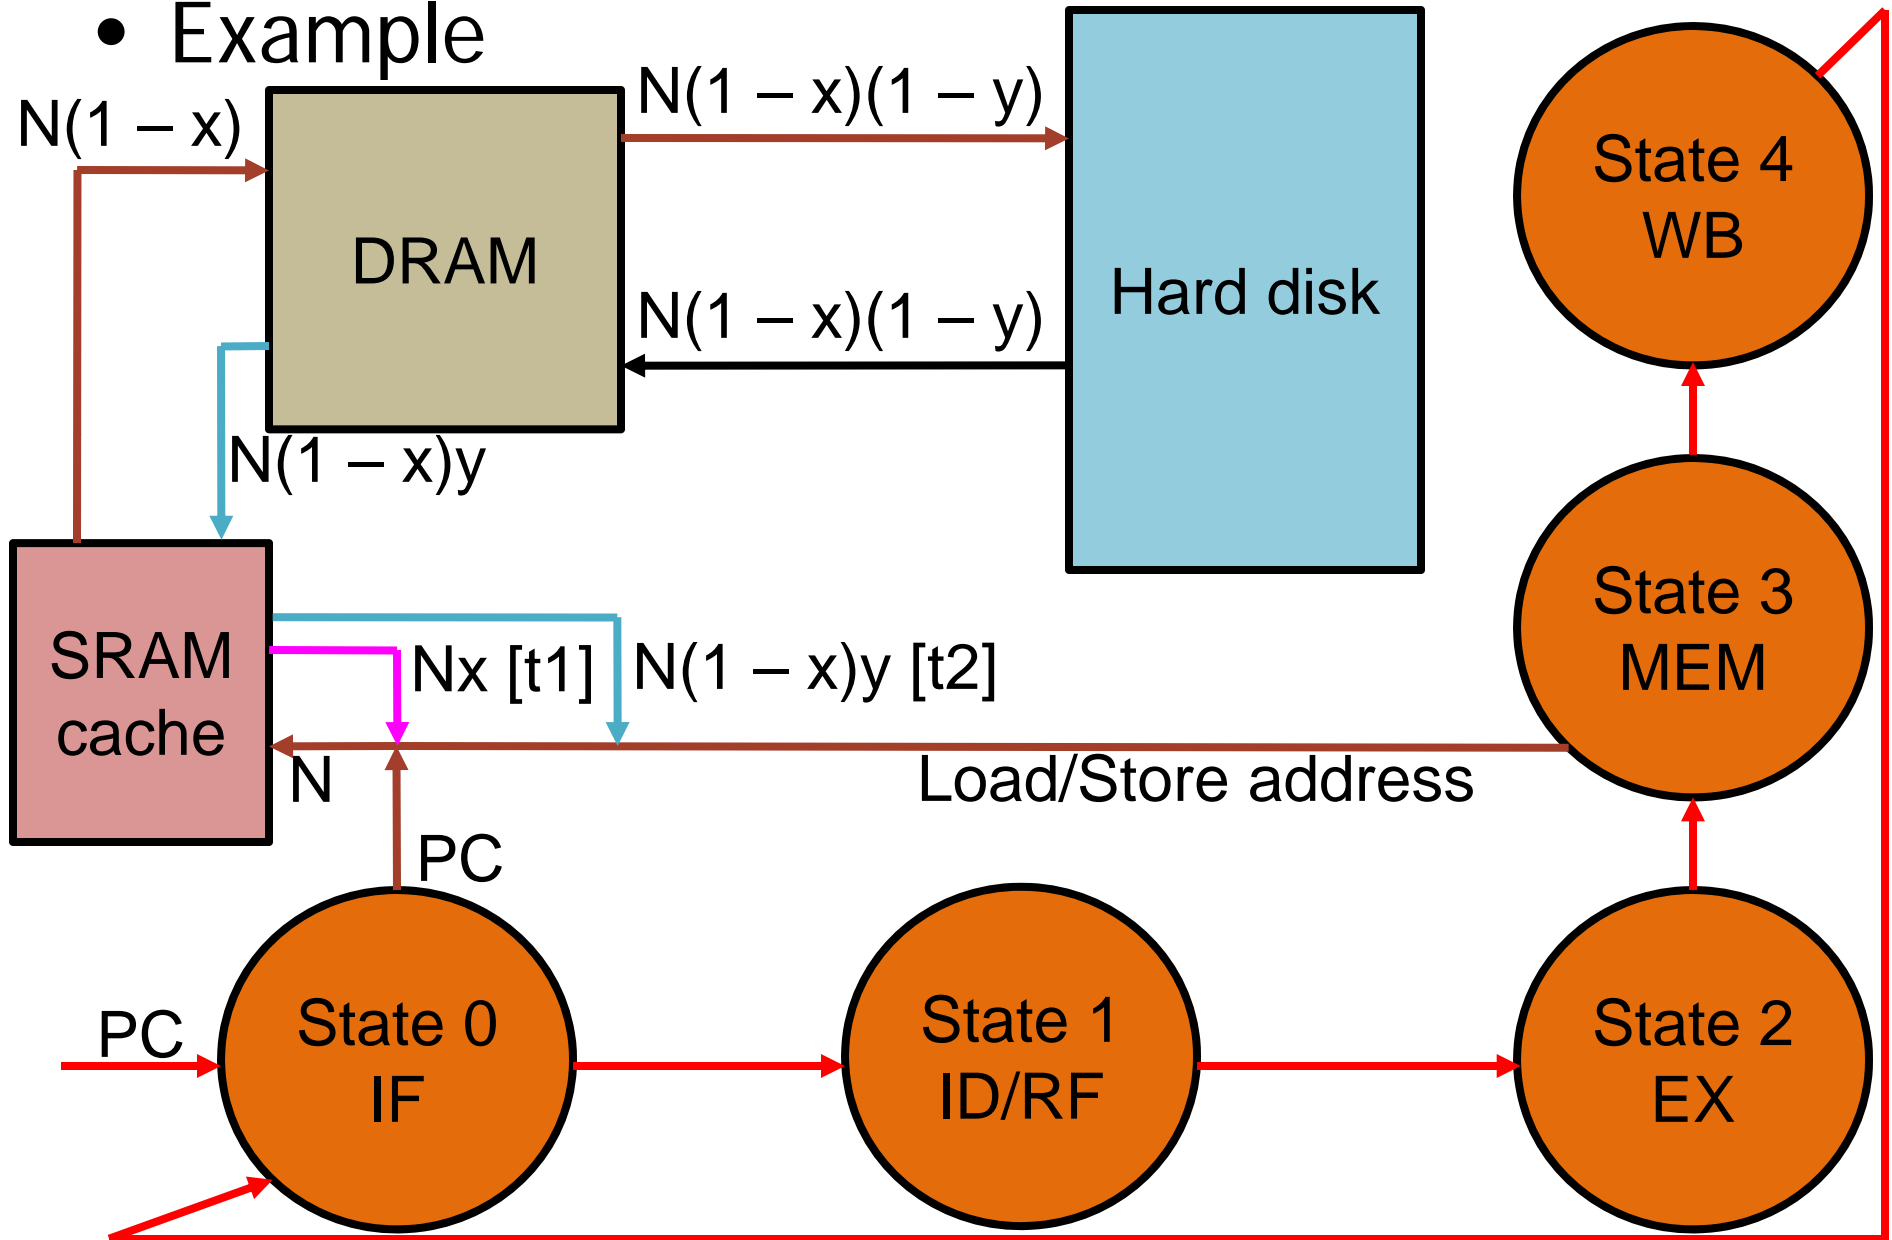 • Example
N(1 – x)
N(1 – x)(1 – y)
DRAM
Hard disk
N(1 – x)(1 – y)
N(1 – x)y
State 4
WB
SRAM
cache
Nx [t1]
N(1 – x)y [t2]
State 3
MEM
N
Load/Store address
PC
PC
State 0
IF
State 1
ID/RF
State 2
EX